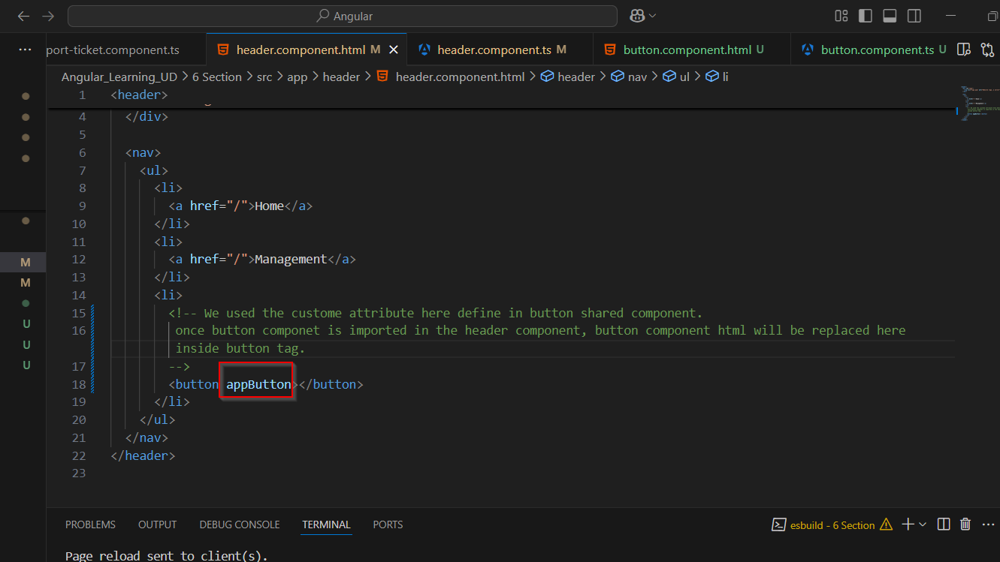 Angular
port-ticket.component.ts
header.component.html M
header.component.ts M
button.component.html U
button.component.ts U
Angular_Learning_UD > 6 Section > src > app > header > header.component.html > header > nav > ul > li
1 <header>
4 </div>
5
6 <nav>
7 <ul>
8 <li>
9 <a href="/">Home</a>
10 </li>
11 <li>
12 <a href="/">Management</a>
13 </li>
14 <li>
15 <!-- We used the custome attribute here define in button shared component.
16 once button componet is imported in the header component, button component html will be replaced here
inside button tag.
17 -->
18 <button appButton></button>
19 </li>
20 </ul>
21 </nav>
22 </header>
23
M
M
U
U
U
PROBLEMS OUTPUT DEBUG CONSOLE TERMINAL PORTS
esbuild - 6 Section
Page reload sent to client(s).